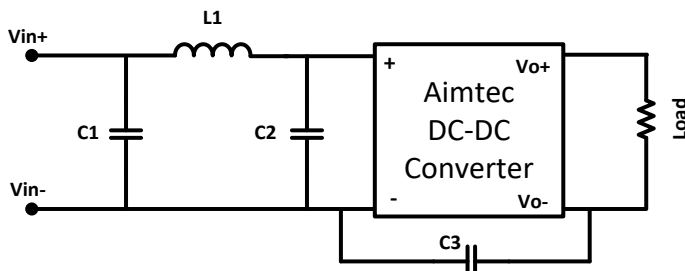 L1
Vin+
C1
C2
+
-
Aimtec
DC-DC
Converter
Vo+
Vo-
Load
Vin-
C3